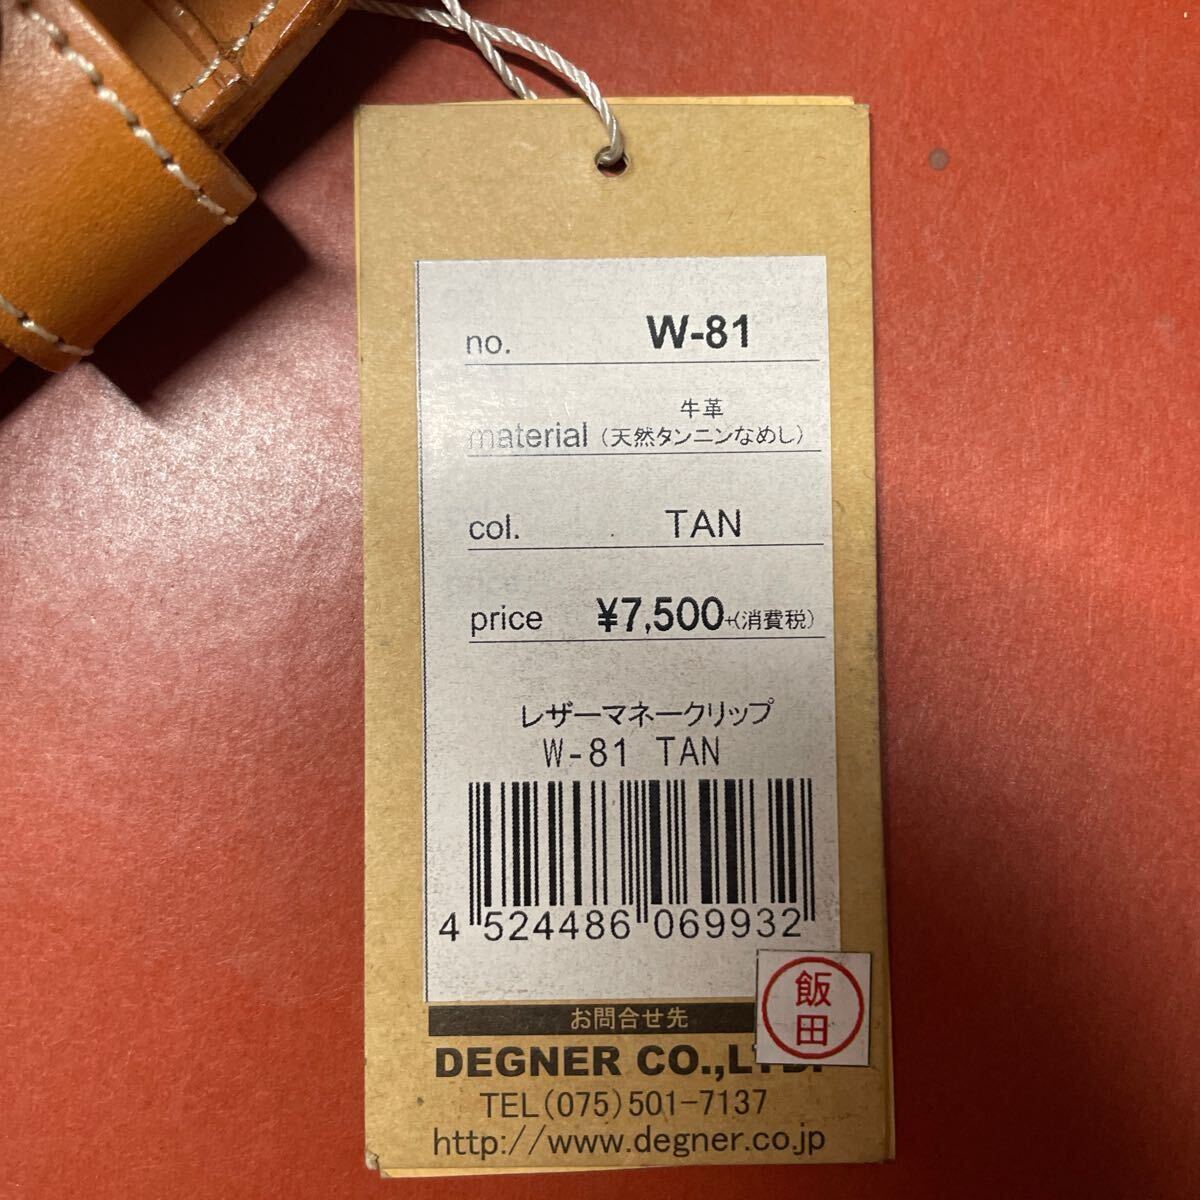 no. W-81
牛革
material (天然タンニンなめし)
col. TAN
price ¥7,500+(消費税)
レザーマネークリップ
W-81 TAN
4 524486 069932
飯田
お問合せ先
DEGNER CO.,LTD.
TEL(075)501-7137
http://www.degner.co.jp